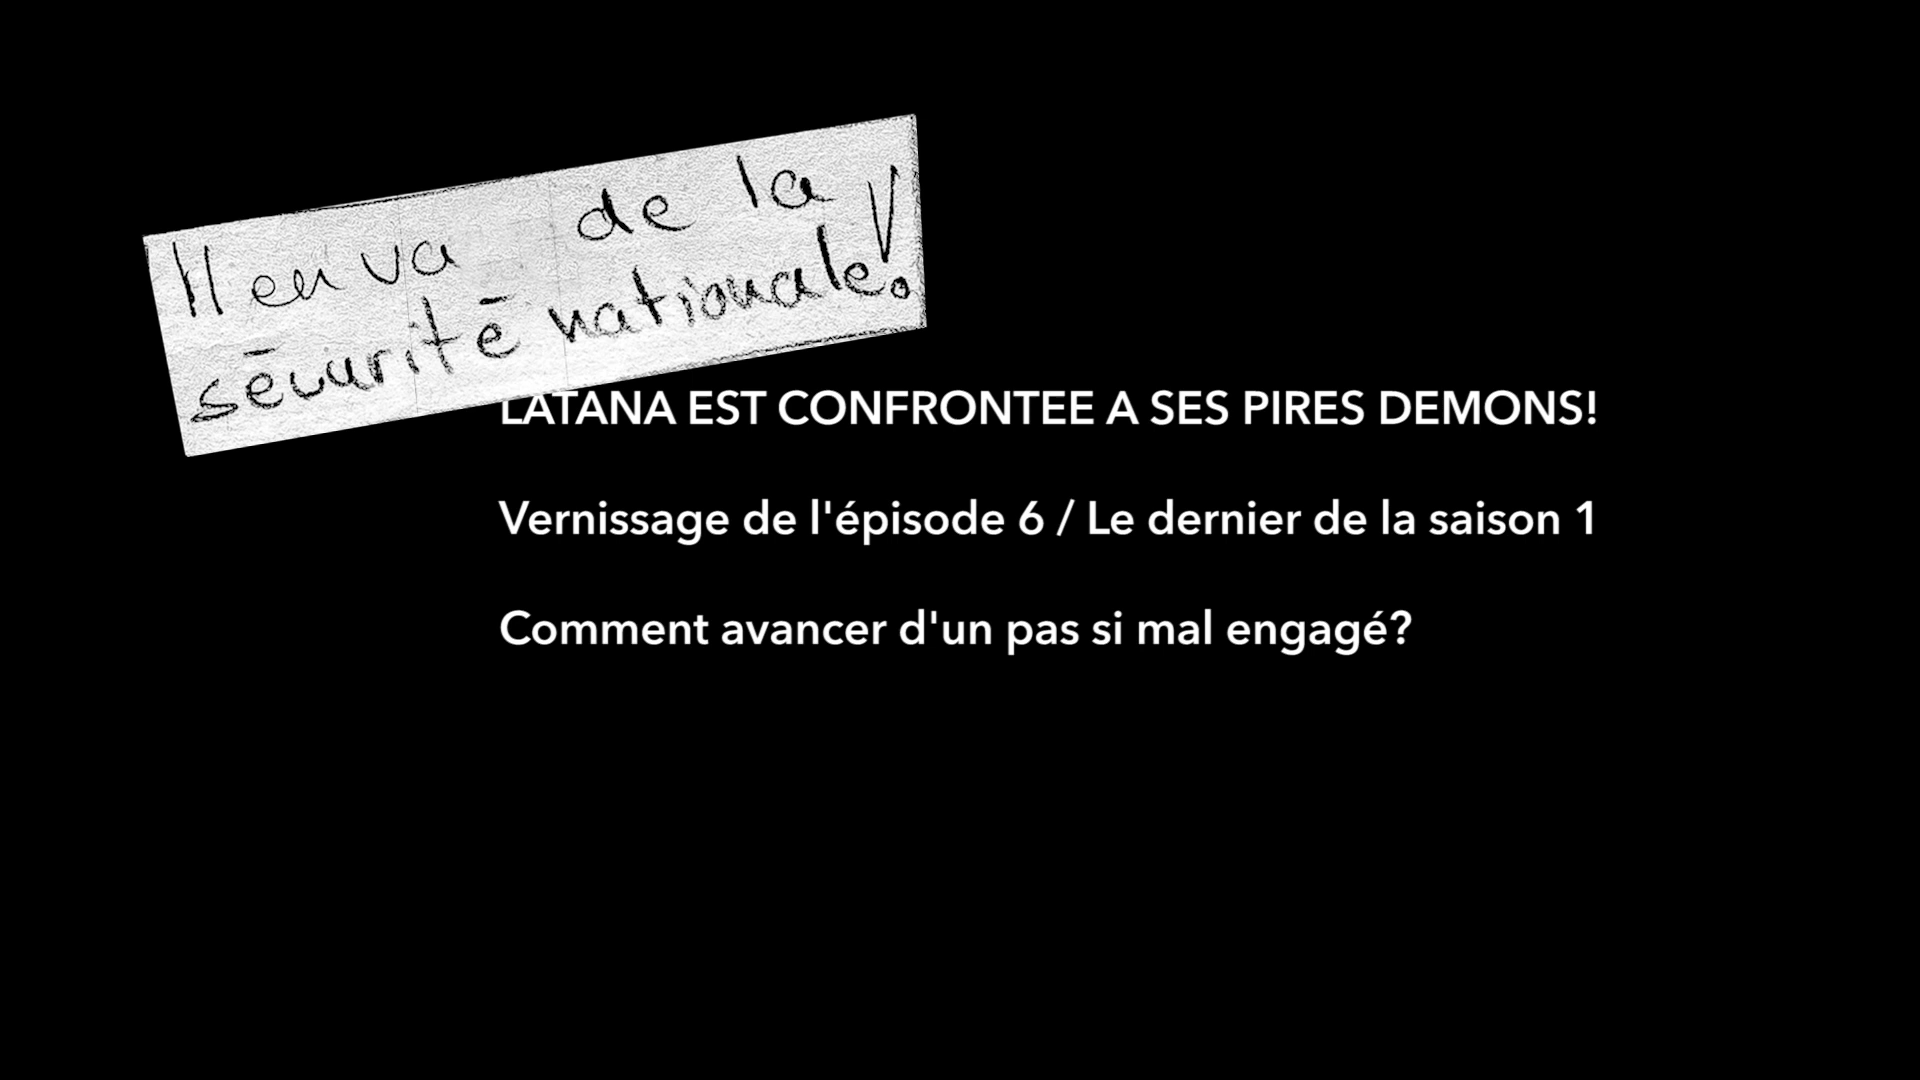 Il en va de la
sécurité nationale!
LATANA EST CONFRONTEE A SES PIRES DEMONS!
Vernissage de l'épisode 6 / Le dernier de la saison 1
Comment avancer d'un pas si mal engagé?